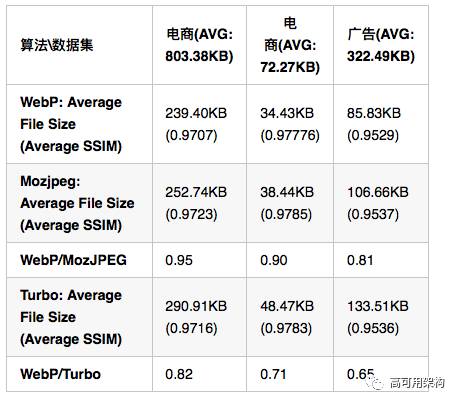 算法\数据集
电商(AVG:
803.38KB)
电
商(AVG:
72.27KB)
广告(AVG:
322.49KB)
WebP: Average
File Size
(Average SSIM)
239.40KB
(0.9707)
34.43KB
(0.97776)
85.83KB
(0.9529)
Mozjpeg:
Average File Size
(Average SSIM)
252.74KB
(0.9723)
38.44KB
(0.9785)
106.66KB
(0.9537)
WebP/MozJPEG
0.95
0.90
0.81
Turbo: Average
File Size
(Average SSIM)
290.91KB
(0.9716)
48.47KB
(0.9783)
133.51KB
(0.9536)
WebP/Turbo
0.82
0.71
0.65
高可用架构